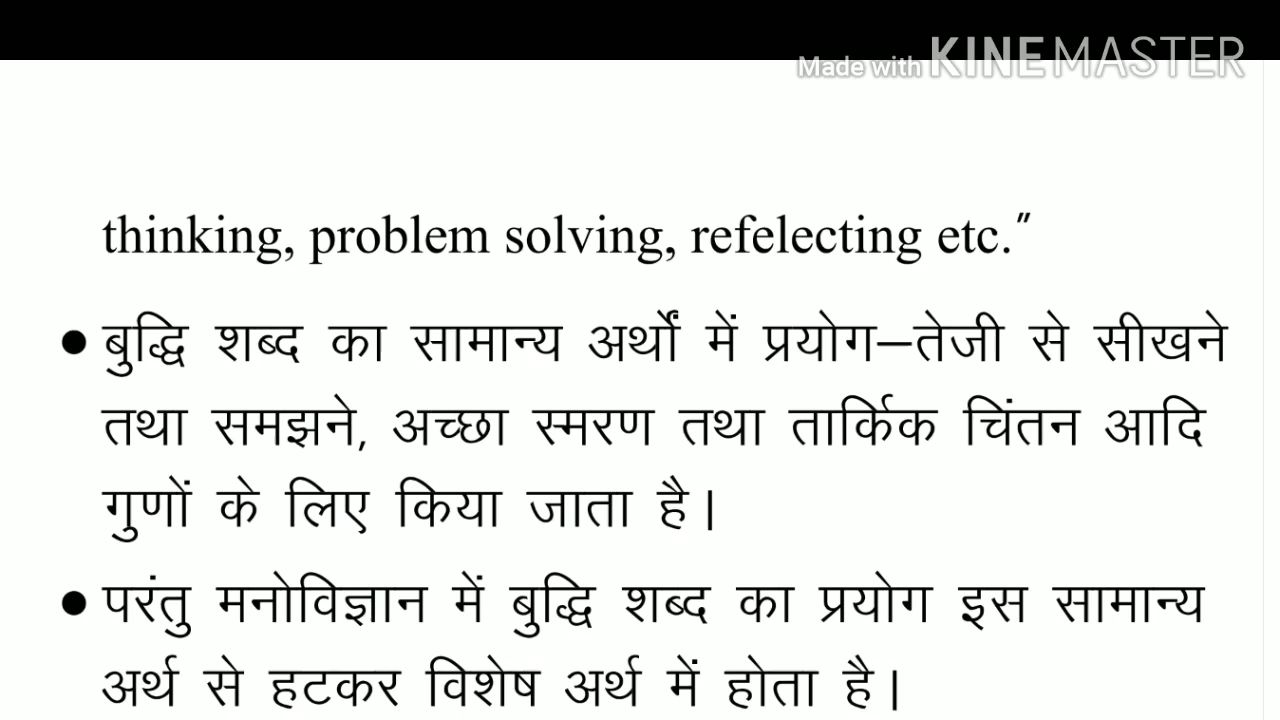 Made with KINEMASTER
thinking, problem solving, refelecting etc."
● बुद्धि शब्द का सामान्य अर्थों में प्रयोग–तेजी से सीखने
तथा समझने, अच्छा स्मरण तथा तार्किक चिंतन आदि
गुणों के लिए किया जाता है।
● परंतु मनोविज्ञान में बुद्धि शब्द का प्रयोग इस सामान्य
अर्थ से हटकर विशेष अर्थ में होता है।